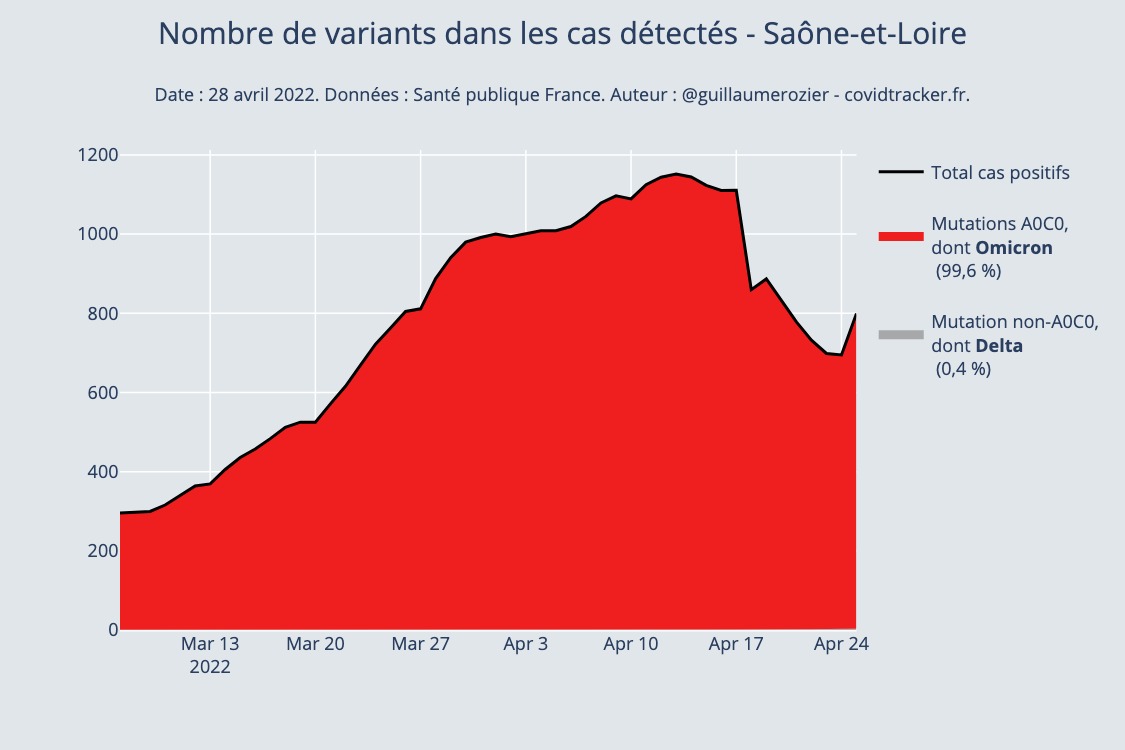 Nombre de variants dans les cas détectés - Saône-et-Loire
Date : 28 avril 2022. Données : Santé publique France. Auteur : @guillaumerozier - covidtracker.fr.
1200
1000
800
600
400
200
0
Mar 13
2022
Mar 20
Mar 27
Apr 3
Apr 10
Apr 17
Apr 24
Total cas positifs
Mutations A0C0,
dont Omicron
(99,6 %)
Mutation non-A0C0,
dont Delta
(0,4 %)